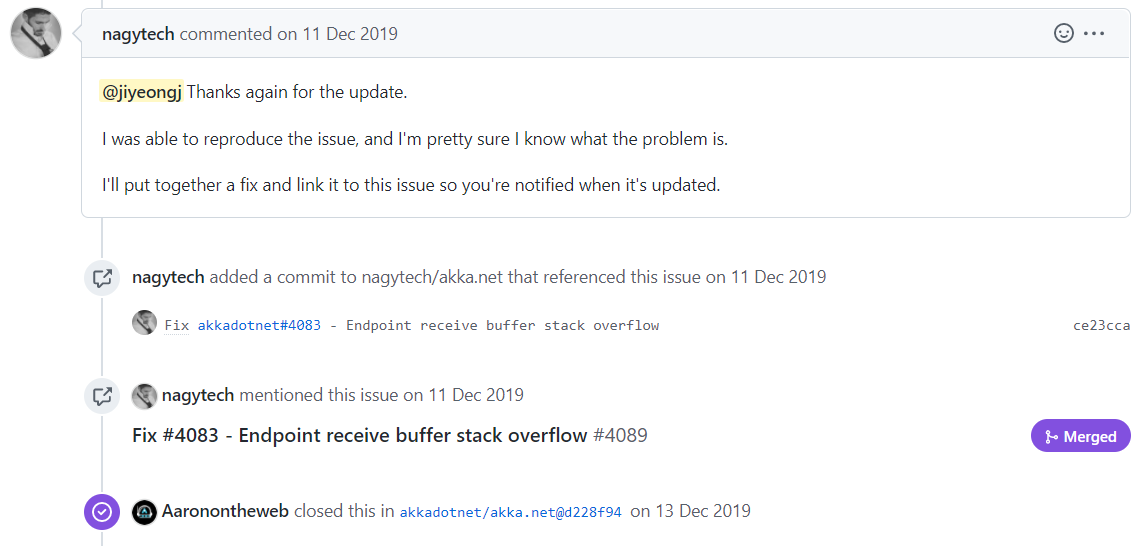 nagytech commented on 11 Dec 2019
@jiyeongj Thanks again for the update.
I was able to reproduce the issue, and I'm pretty sure I know what the problem is.
I'll put together a fix and link it to this issue so you're notified when it's updated.
nagytech added a commit to nagytech/akka.net that referenced this issue on 11 Dec 2019
Fix akkadotnet#4083 - Endpoint receive buffer stack overflow ce23cca
nagytech mentioned this issue on 11 Dec 2019
Fix #4083 - Endpoint receive buffer stack overflow #4089 Merged
Aaronontheweb closed this in akkadotnet/akka.net@d228f94 on 13 Dec 2019